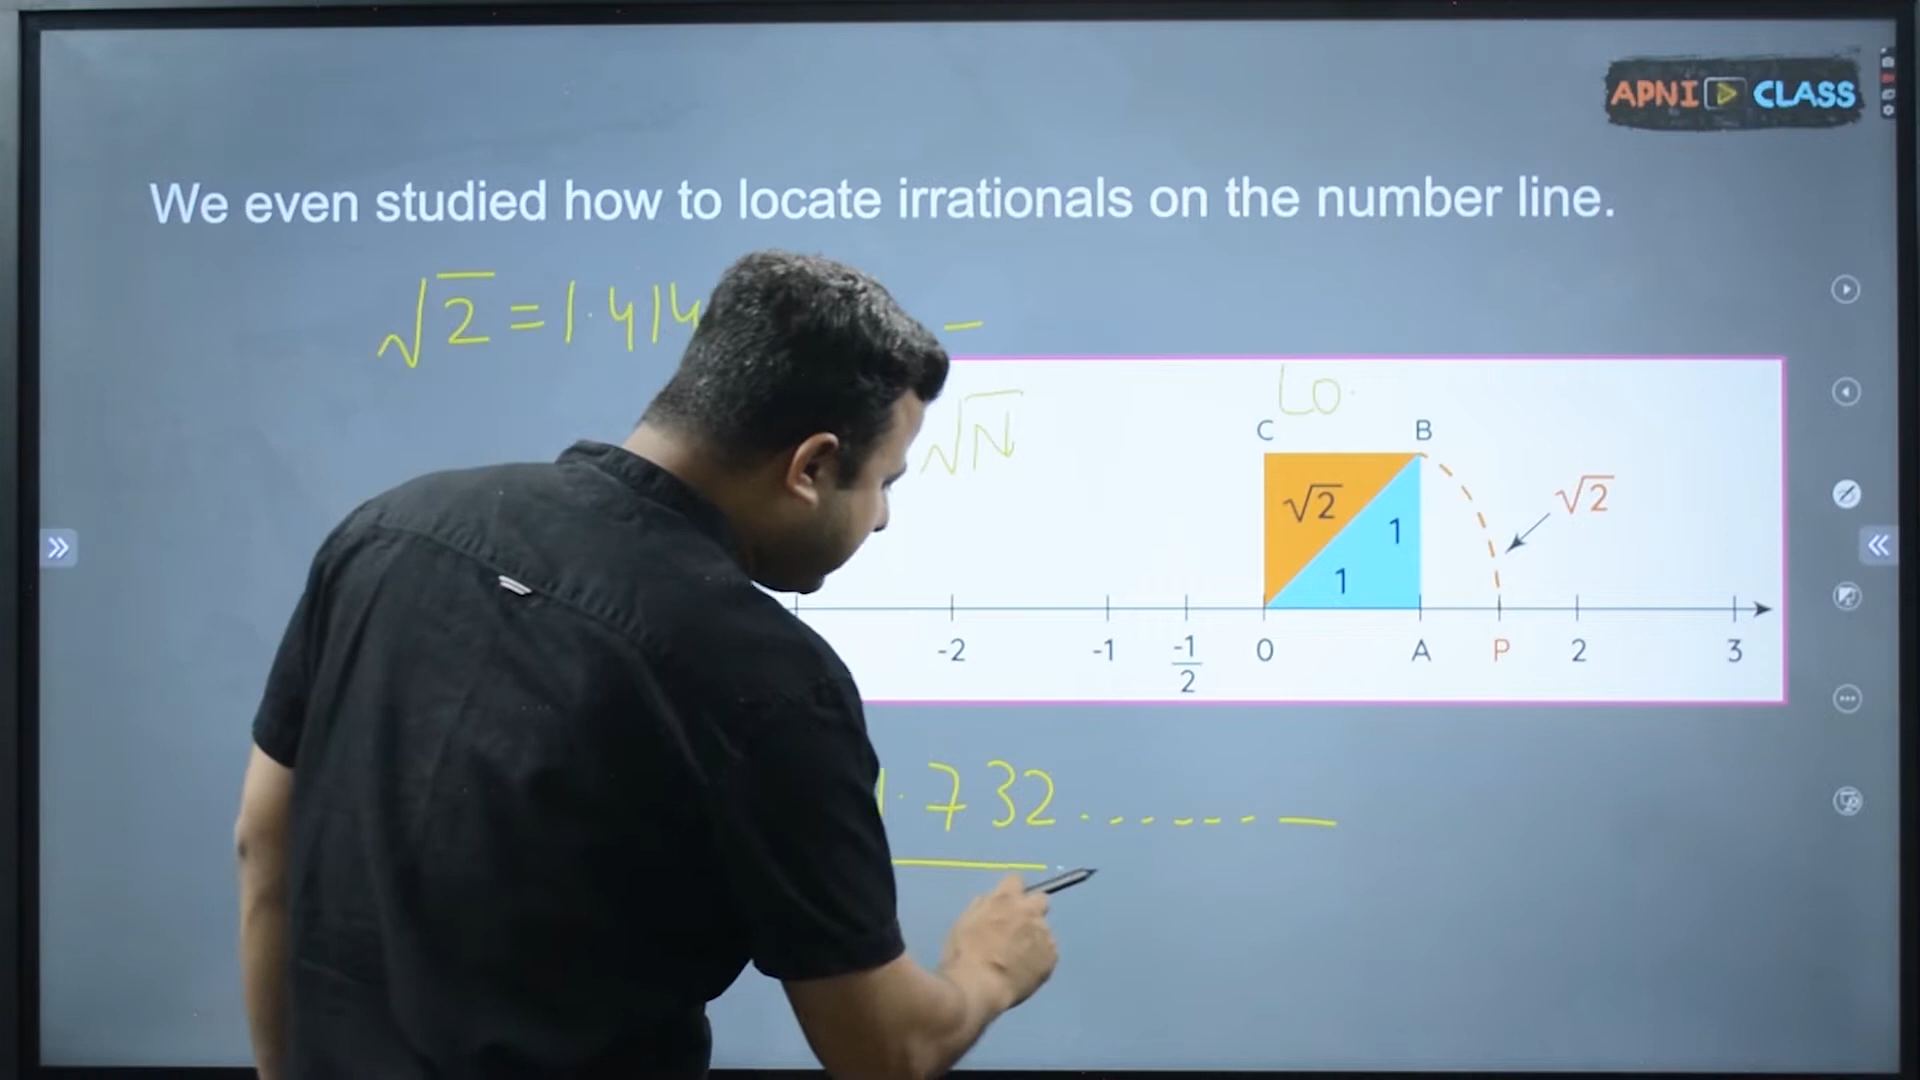 APNI CLASS
We even studied how to locate irrationals on the number line.
√2 = 1.414
√N
Lo.
C B
√2 1 √2
1
-2 -1 -1/2 0 A P 2 3
1.732.......